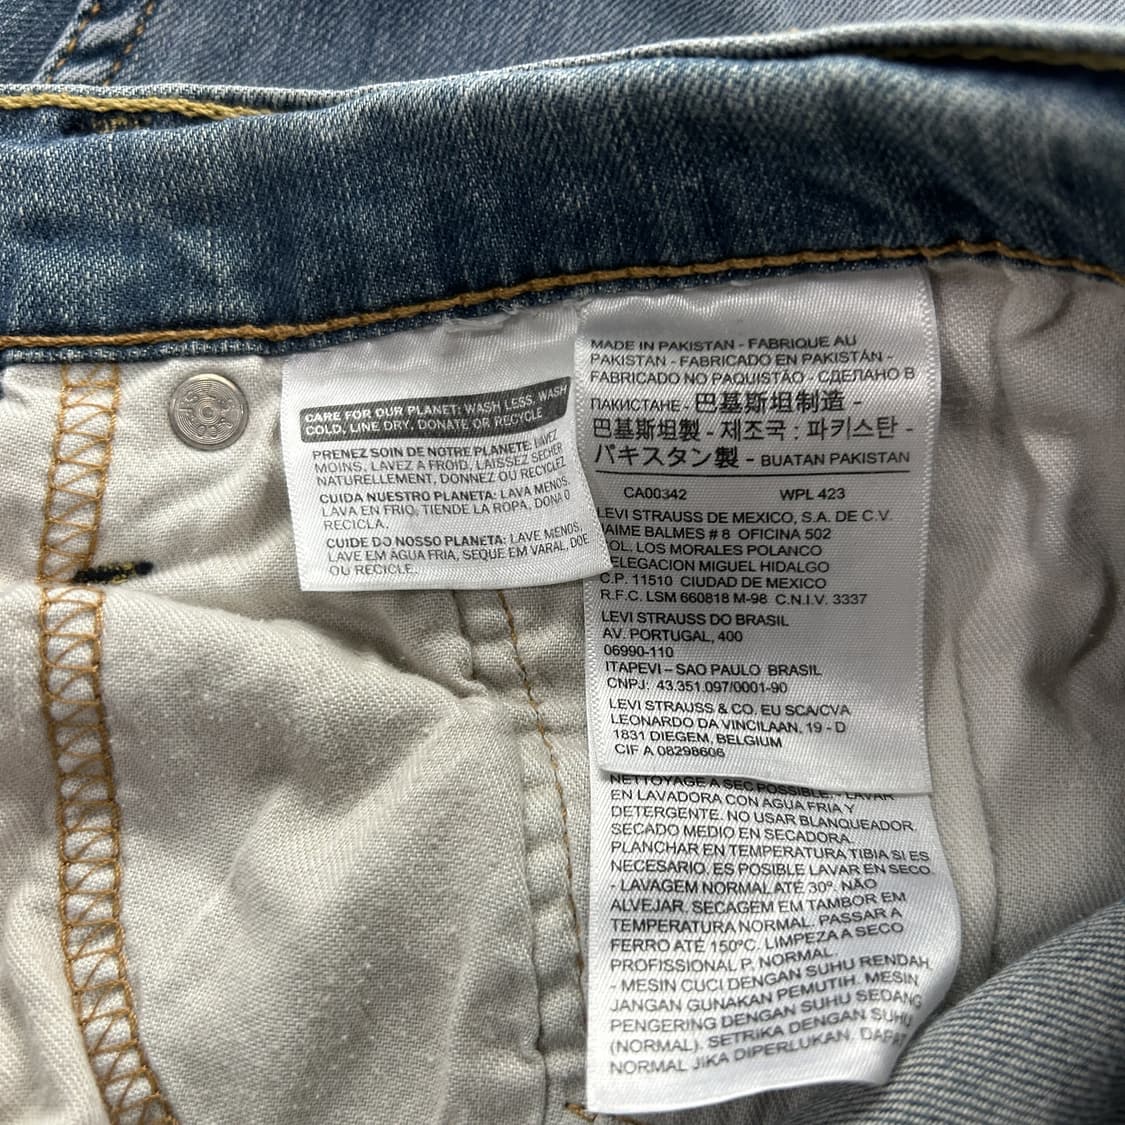 CARE FOR OUR PLANET: WASH LESS, WASH
COLD, LINE DRY, DONATE OR RECYCLE
PRENEZ SOIN DE NOTRE PLANETE: LAVEZ
MOINS, LAVEZ A FROID, LAISSEZ SECHER
NATURELLEMENT, DONNEZ OU RECYCLEZ
CUIDA NUESTRO PLANETA: LAVA MENOS,
LAVA EN FRIO, TIENDE LA ROPA, DONA O
RECICLA.
CUIDE DO NOSSO PLANETA: LAVE MENOS,
LAVE EM ÁGUA FRIA, SEQUE EM VARAL, DOE
OU RECICLE.
MADE IN PAKISTAN - FABRIQUE AU
PAKISTAN - FABRICADO EN PAKISTÁN -
FABRICADO NO PAQUISTÃO - СДЕЛАНО В
ПАКИСТАНЕ - 巴基斯坦制造 -
巴基斯坦製 - 제조국 : 파키스탄 -
パキスタン製 - BUATAN PAKISTAN
CA00342 WPL 423
LEVI STRAUSS DE MEXICO, S.A. DE C.V.
JAIME BALMES # 8 OFICINA 502
OL. LOS MORALES POLANCO
ELEGACION MIGUEL HIDALGO
C.P. 11510 CIUDAD DE MEXICO
R.F.C. LSM 660818 M-98 C.N.I.V. 3337
LEVI STRAUSS DO BRASIL
AV. PORTUGAL, 400
06990-110
ITAPEVI – SAO PAULO BRASIL
CNPJ: 43.351.097/0001-90
LEVI STRAUSS & CO. EU SCA/CVA
LEONARDO DA VINCILAAN, 19 - D
1831 DIEGEM, BELGIUM
CIF A 08298606
NETTOYAGE A SEC POSSIBLE. - LAVAR
EN LAVADORA CON AGUA FRIA Y
DETERGENTE. NO USAR BLANQUEADOR.
SECADO MEDIO EN SECADORA.
PLANCHAR EN TEMPERATURA TIBIA SI ES
NECESARIO. ES POSIBLE LAVAR EN SECO.
- LAVAGEM NORMAL ATÉ 30º. NÃO
ALVEJAR. SECAGEM EM TAMBOR EM
TEMPERATURA NORMAL. PASSAR A
FERRO ATÉ 150ºC. LIMPEZA A SECO
PROFISSIONAL P. NORMAL.
- MESIN CUCI DENGAN SUHU RENDAH.
JANGAN GUNAKAN PEMUTIH. MESIN
PENGERING DENGAN SUHU SEDANG
(NORMAL). SETRIKA DENGAN SUHU
NORMAL JIKA DIPERLUKAN. DAPAT